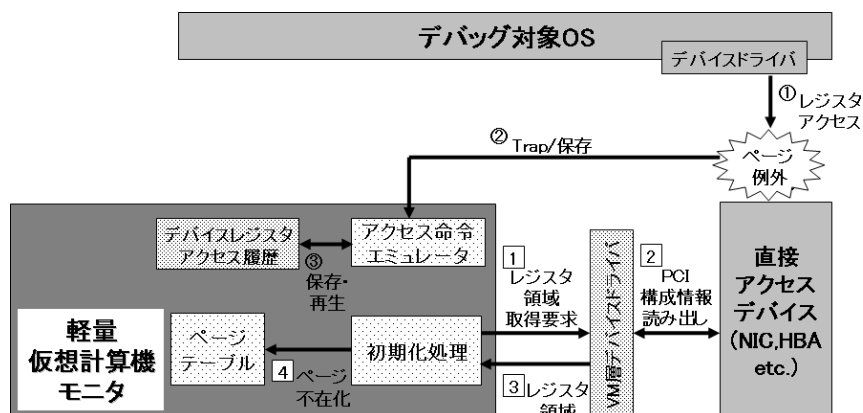 デバッグ対象OS
デバイスドライバ
①レジスタ
アクセス
② Trap/保存
ページ
例外
デバイスレジスタ
アクセス履歴
③
保存・
再生
アクセス命令
エミュレータ
1
レジスタ
領域
取得要求
VM層デバイスドライバ
2
PCI
構成情報
読み出し
直接
アクセス
デバイス
(NIC,HBA
etc.)
軽量
仮想計算機
モニタ
ページ
テーブル
4 ページ
不在化
初期化処理
3 レジスタ
領域